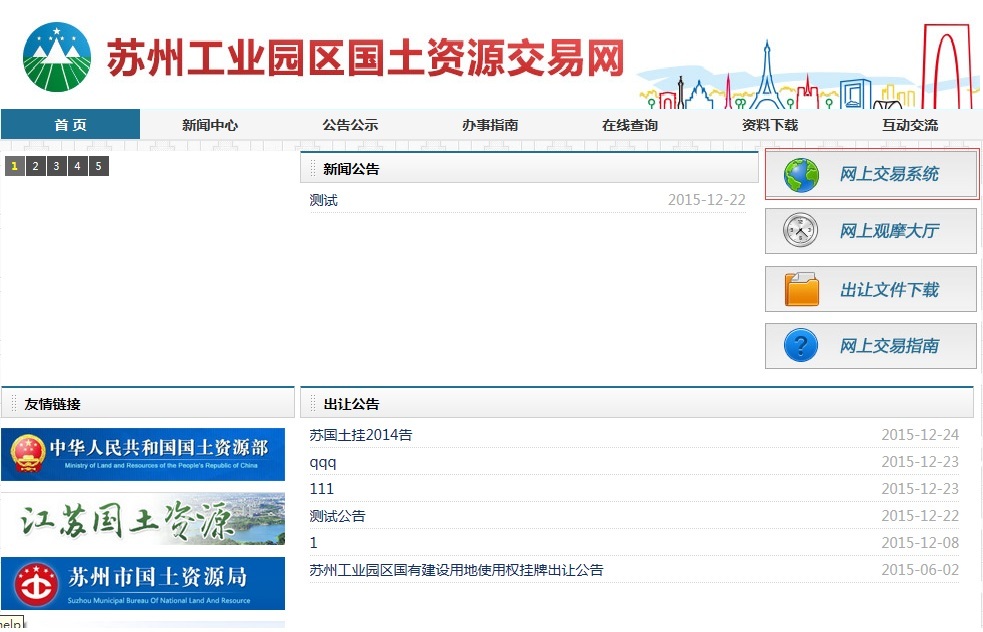 苏州工业园区国土资源交易网
首 页 新闻中心 公告公示 办事指南 在线查询 资料下载 互动交流
1 2 3 4 5
新闻公告
测试 2015-12-22
网上交易系统
网上观摩大厅
出让文件下载
网上交易指南
友情链接
中华人民共和国国土资源部
Ministry of Land and Resources of the People's Republic of China
江苏国土资源
苏州市国土资源局
Suzhou Municipal Bureau Of National Land And Resource
help
出让公告
苏国土挂2014告 2015-12-24
qqq 2015-12-23
111 2015-12-23
测试公告 2015-12-22
1 2015-12-08
苏州工业园区国有建设用地使用权挂牌出让公告 2015-06-02